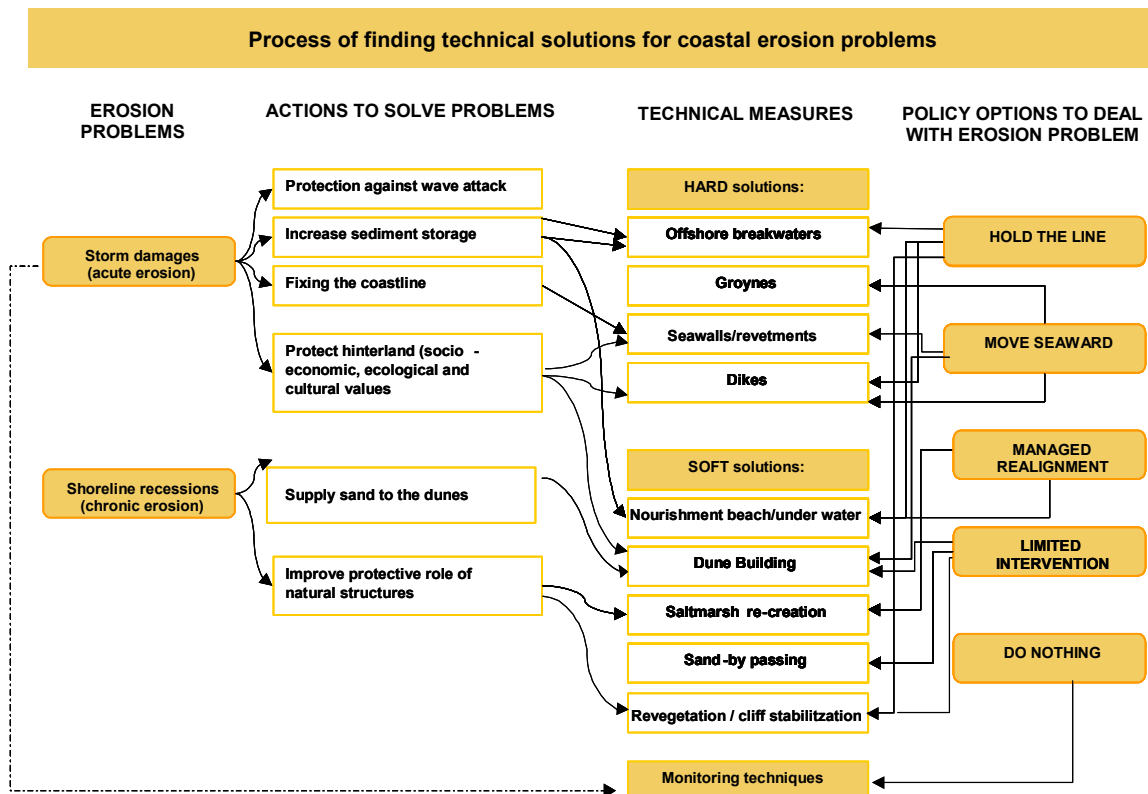 Process of finding technical solutions for coastal erosion problems
EROSION
PROBLEMS
ACTIONS TO SOLVE PROBLEMS
TECHNICAL MEASURES
POLICY OPTIONS TO DEAL
WITH EROSION PROBLEM
Storm damages
(acute erosion)
Shoreline recessions
(chronic erosion)
Protection against wave attack
Increase sediment storage
Fixing the coastline
Protect hinterland (socio -
economic, ecological and
cultural values
Supply sand to the dunes
Improve protective role of
natural structures
HARD solutions:
Offshore breakwaters
Groynes
Seawalls/revetments
Dikes
SOFT solutions:
Nourishment beach/under water
Dune Building
Saltmarsh re-creation
Sand-by passing
Revegetation / cliff stabilitzation
Monitoring techniques
HOLD THE LINE
MOVE SEAWARD
MANAGED
REALIGNMENT
LIMITED
INTERVENTION
DO NOTHING